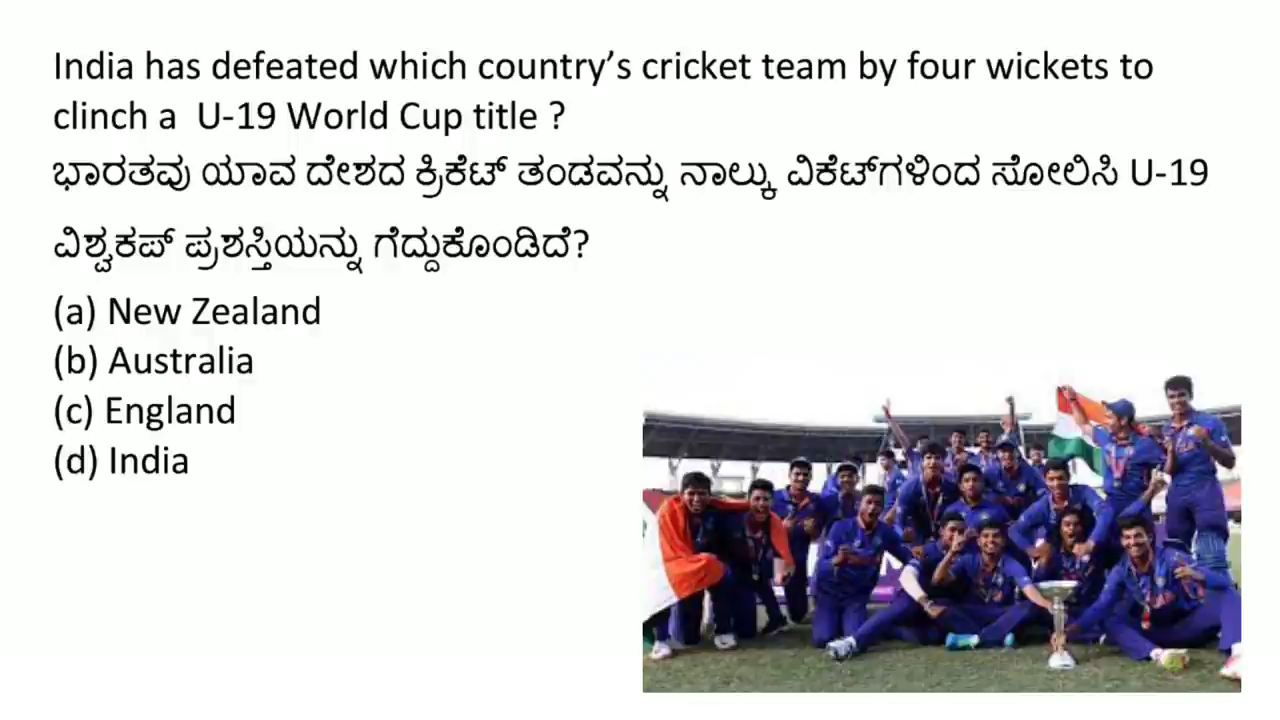 India has defeated which country’s cricket team by four wickets to
clinch a U-19 World Cup title ?
ಭಾರತವು ಯಾವ ದೇಶದ ಕ್ರಿಕೆಟ್ ತಂಡವನ್ನು ನಾಲ್ಕು ವಿಕೆಟ್‌ಗಳಿಂದ ಸೋಲಿಸಿ U-19
ವಿಶ್ವಕಪ್ ಪ್ರಶಸ್ತಿಯನ್ನು ಗೆದ್ದುಕೊಂಡಿದೆ?
(a) New Zealand
(b) Australia
(c) England
(d) India